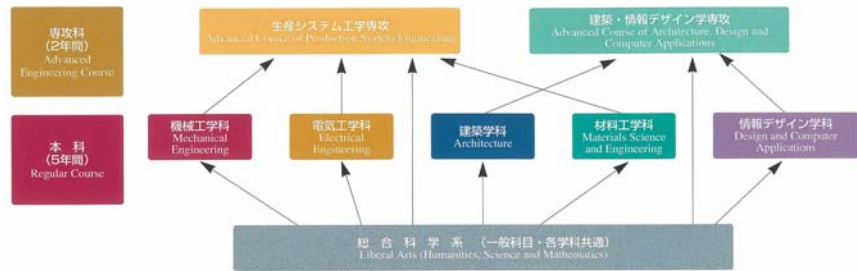 専攻科
(2年間)
Advanced
Engineering Course
生産システム工学専攻
Advanced Cource of Production System Engineering
建築・情報デザイン学専攻
Advanced Course of Architecture, Design and
Computer Applications
本科
(5年間)
Regular Course
機械工学科
Mechanical
Engineering
電気工学科
Electrical
Engineering
建築学科
Architecture
材料工学科
Materials Science
and Engineering
情報デザイン学科
Design and Computer
Applications
総合科学系 (一般科目・各学科共通)
Liberal Arts (Humanities, Science and Mathematics)